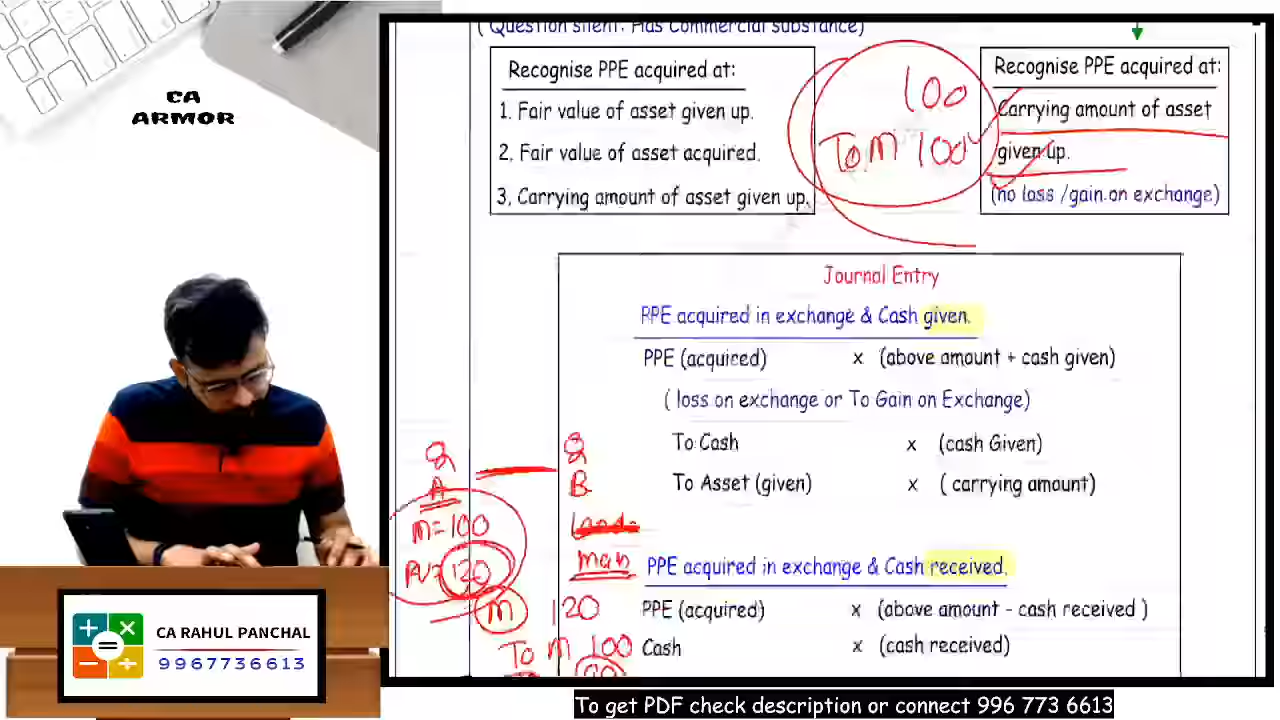 CA
ARMOR
( Question silent: Has Commercial substance)
Recognise PPE acquired at:
1. Fair value of asset given up.
2. Fair value of asset acquired.
3. Carrying amount of asset given up.
100
To M 100
Recognise PPE acquired at:
Carrying amount of asset
given up.
(no loss /gain on exchange)
Journal Entry
PPE acquired in exchange & Cash given.
PPE (acquired) x (above amount + cash given)
( loss on exchange or To Gain on Exchange)
To Cash x (cash Given)
To Asset (given) x ( carrying amount)
A
B
M=100
120
M 120
To M 100
PPE acquired in exchange & Cash received.
PPE (acquired) x (above amount - cash received )
Cash x (cash received)
CA RAHUL PANCHAL
9967736613
To get PDF check description or connect 996 773 6613